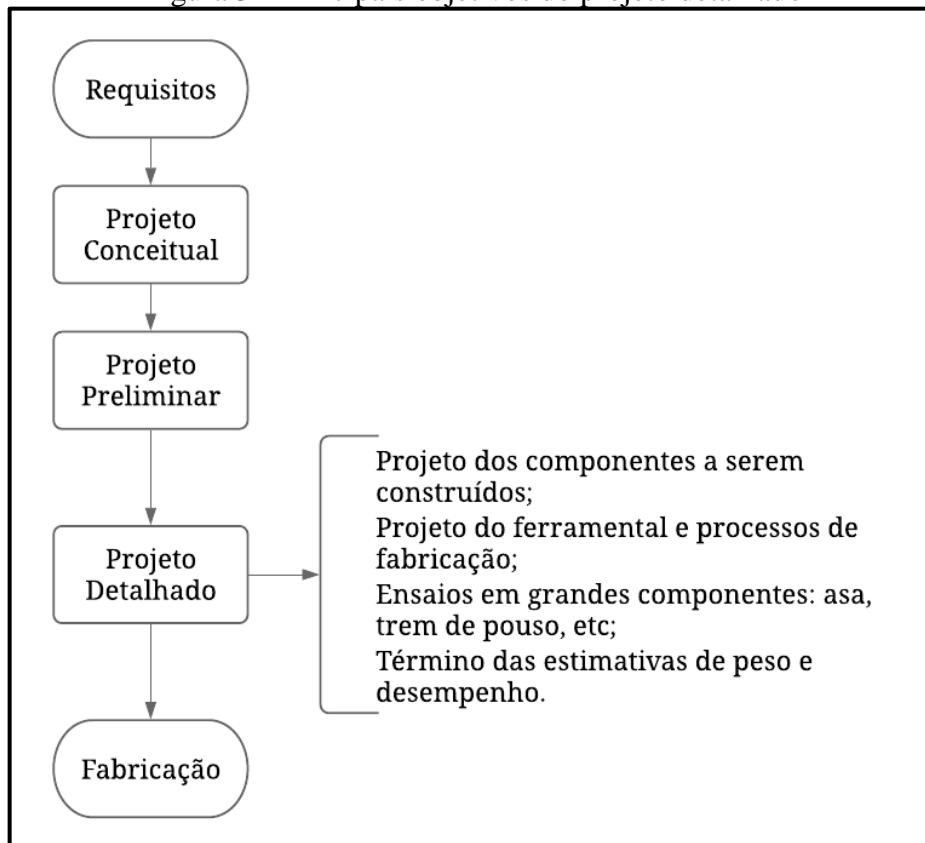 Requisitos
Projeto
Conceitual
Projeto
Preliminar
Projeto
Detalhado
Projeto dos componentes a serem
construídos;
Projeto do ferramental e processos de
fabricação;
Ensaios em grandes componentes: asa,
trem de pouso, etc;
Término das estimativas de peso e
desempenho.
Fabricação